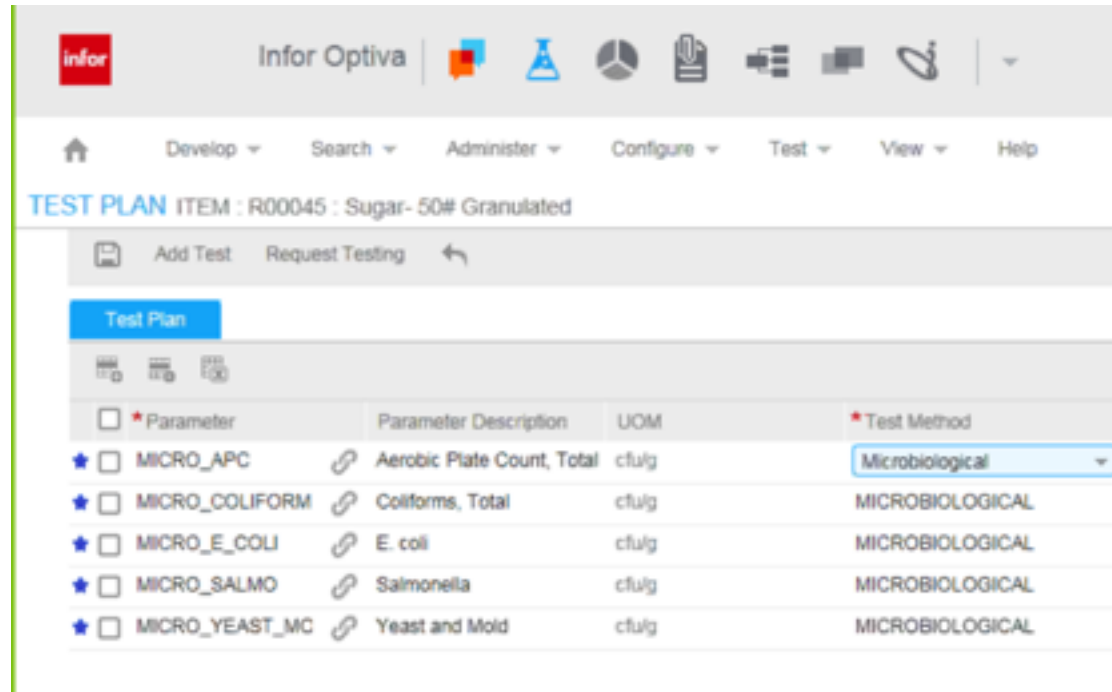 infor Infor Optiva
Develop Search Administer Configure Test View Help
TEST PLAN ITEM : R00045 : Sugar- 50# Granulated
Add Test Request Testing
Test Plan
*Parameter Parameter Description UOM *Test Method
MICRO_APC Aerobic Plate Count, Total cfu/g Microbiological
MICRO_COLIFORM Coliforms, Total cfu/g MICROBIOLOGICAL
MICRO_E_COLI E. coli cfu/g MICROBIOLOGICAL
MICRO_SALMO Salmonella cfu/g MICROBIOLOGICAL
MICRO_YEAST_MO Yeast and Mold cfu/g MICROBIOLOGICAL